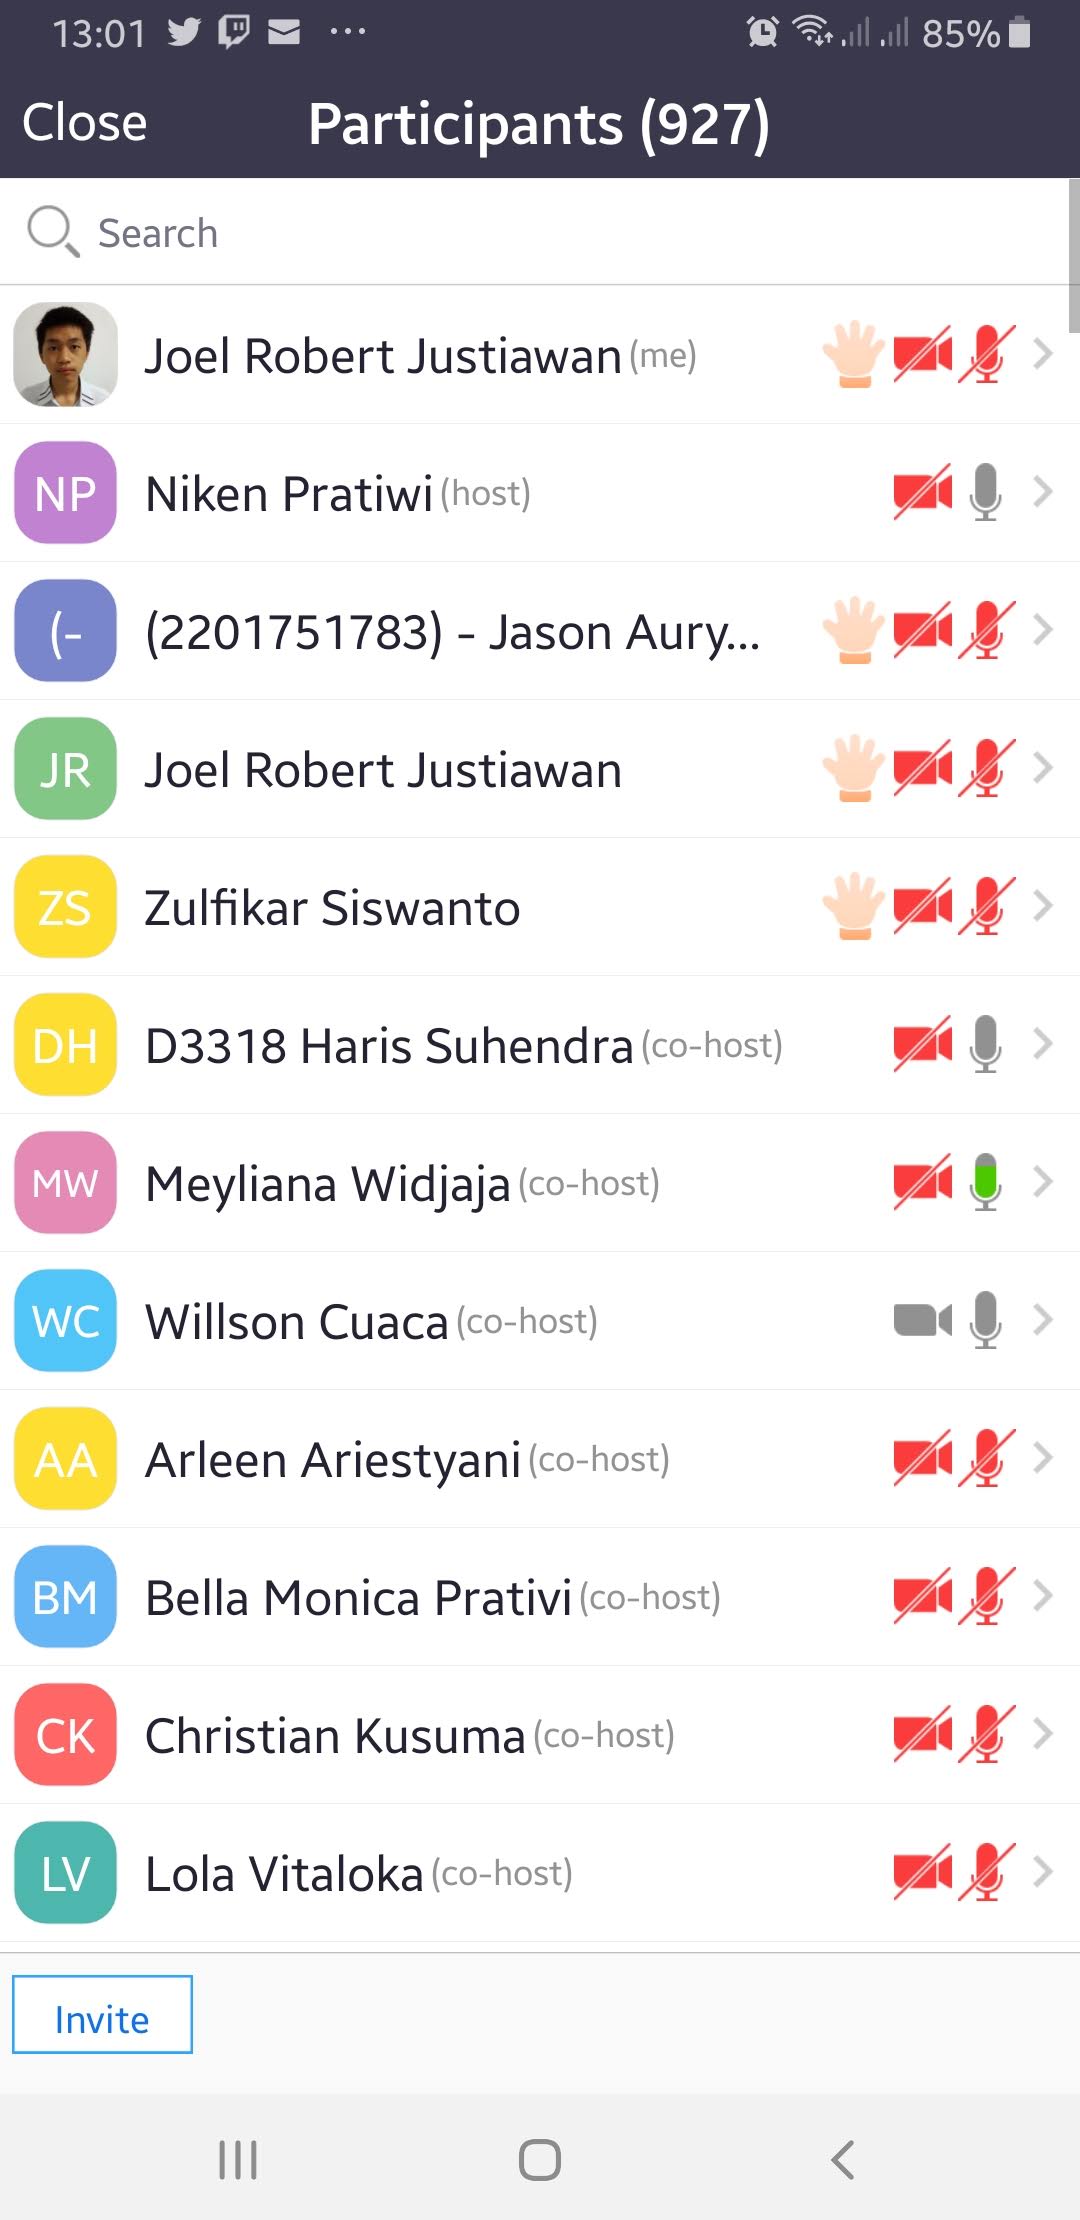 13:01 ... 85%
Close Participants (927)
Search
Joel Robert Justiawan (me)
NP Niken Pratiwi (host)
(- (2201751783) - Jason Aury...
JR Joel Robert Justiawan
ZS Zulfikar Siswanto
DH D3318 Haris Suhendra (co-host)
MW Meyliana Widjaja (co-host)
WC Willson Cuaca (co-host)
AA Arleen Ariestyani (co-host)
BM Bella Monica Prativi (co-host)
CK Christian Kusuma (co-host)
LV Lola Vitaloka (co-host)
Invite